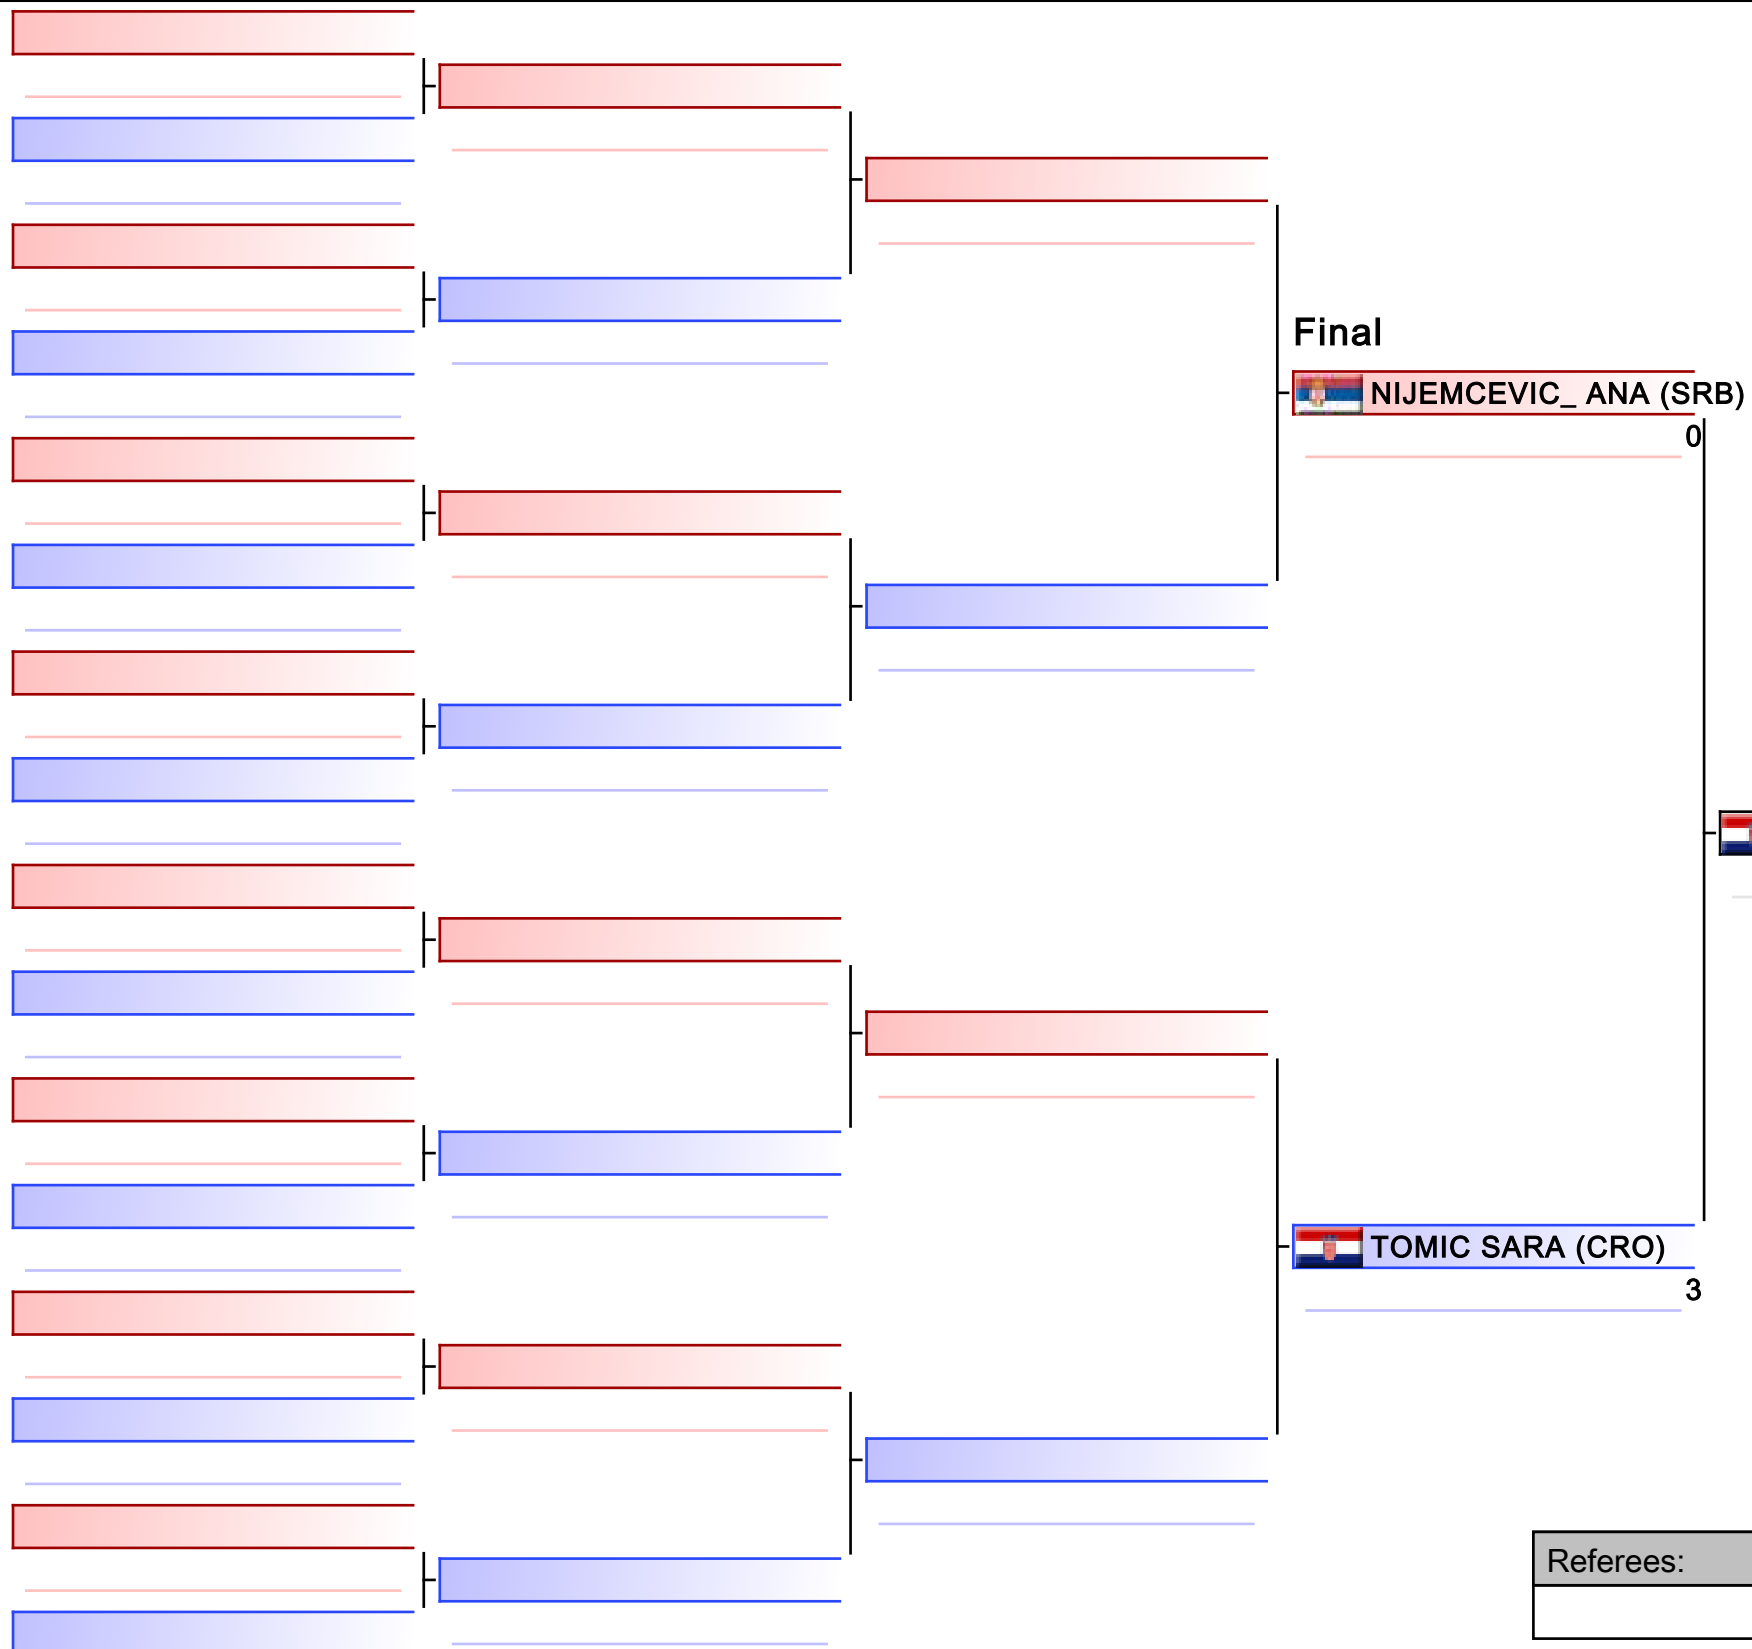 Final
NIJEMCEVIC_ ANA (SRB)
0
TOMIC SARA (CRO)
3
Referees: